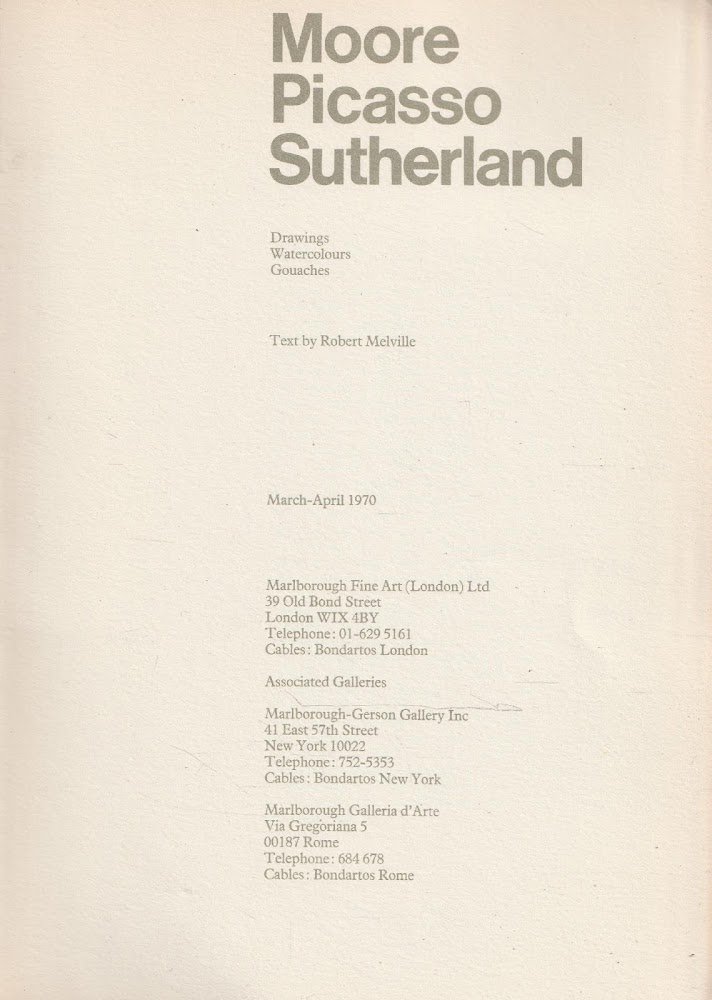 Moore
Picasso
Sutherland
Drawings
Watercolours
Gouaches
Text by Robert Melville
March-April 1970
Marlborough Fine Art (London) Ltd
39 Old Bond Street
London WIX 4BY
Telephone: 01-629 5161
Cables: Bondartos London
Associated Galleries
Marlborough-Gerson Gallery Inc
41 East 57th Street
New York 10022
Telephone: 752-5353
Cables: Bondartos New York
Marlborough Galleria d'Arte
Via Gregoriana 5
00187 Rome
Telephone: 684 678
Cables: Bondartos Rome